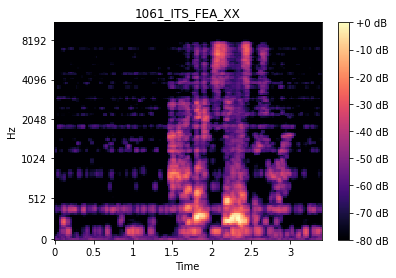 1061_ITS_FEA_XX
Hz
8192
4096
2048
1024
512
0
0 0.5 1 1.5 2 2.5 3
Time
+0 dB
-10 dB
-20 dB
-30 dB
-40 dB
-50 dB
-60 dB
-70 dB
-80 dB